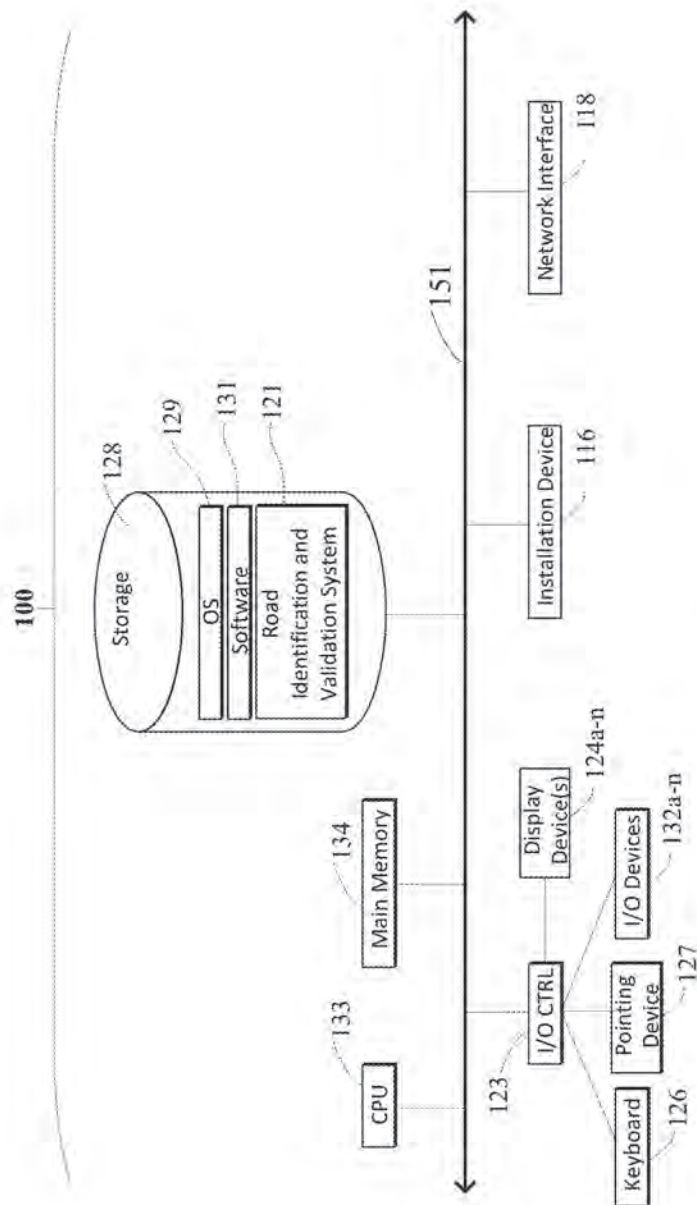 100
Storage
128
OS
129
Software
131
Road
Identification and
Validation System
121
CPU
133
Main Memory
134
151
I/O CTRL
123
Display
Device(s)
124a-n
Keyboard
126
Pointing
Device
127
I/O Devices
132a-n
Installation Device
116
Network Interface
118